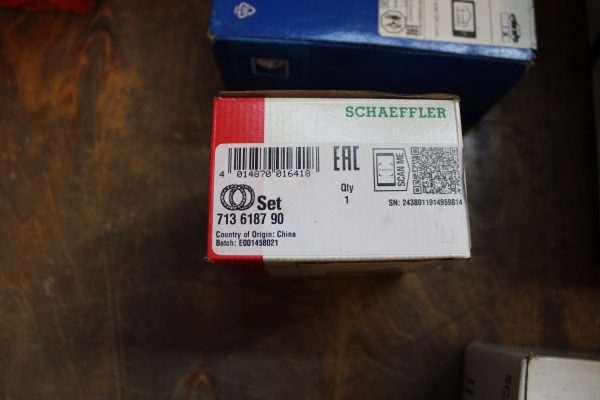 SCHAEFFLER
4 014870 016418
EAC
Qty
1
SCAN ME
SN: 2438011914959814
Set
713 6187 90
Country of Origin: China
Batch: E001458021